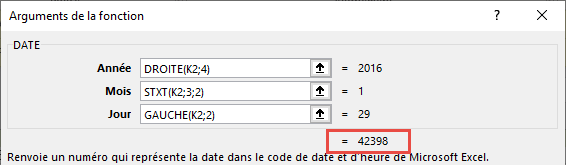 Arguments de la fonction ? ×
DATE
Année DROITE(K2;4) = 2016
Mois STXT(K2;3;2) = 1
Jour GAUCHE(K2;2) = 29
= 42398
Renvoie un numéro qui représente la date dans le code de date et d'heure de Microsoft Excel.